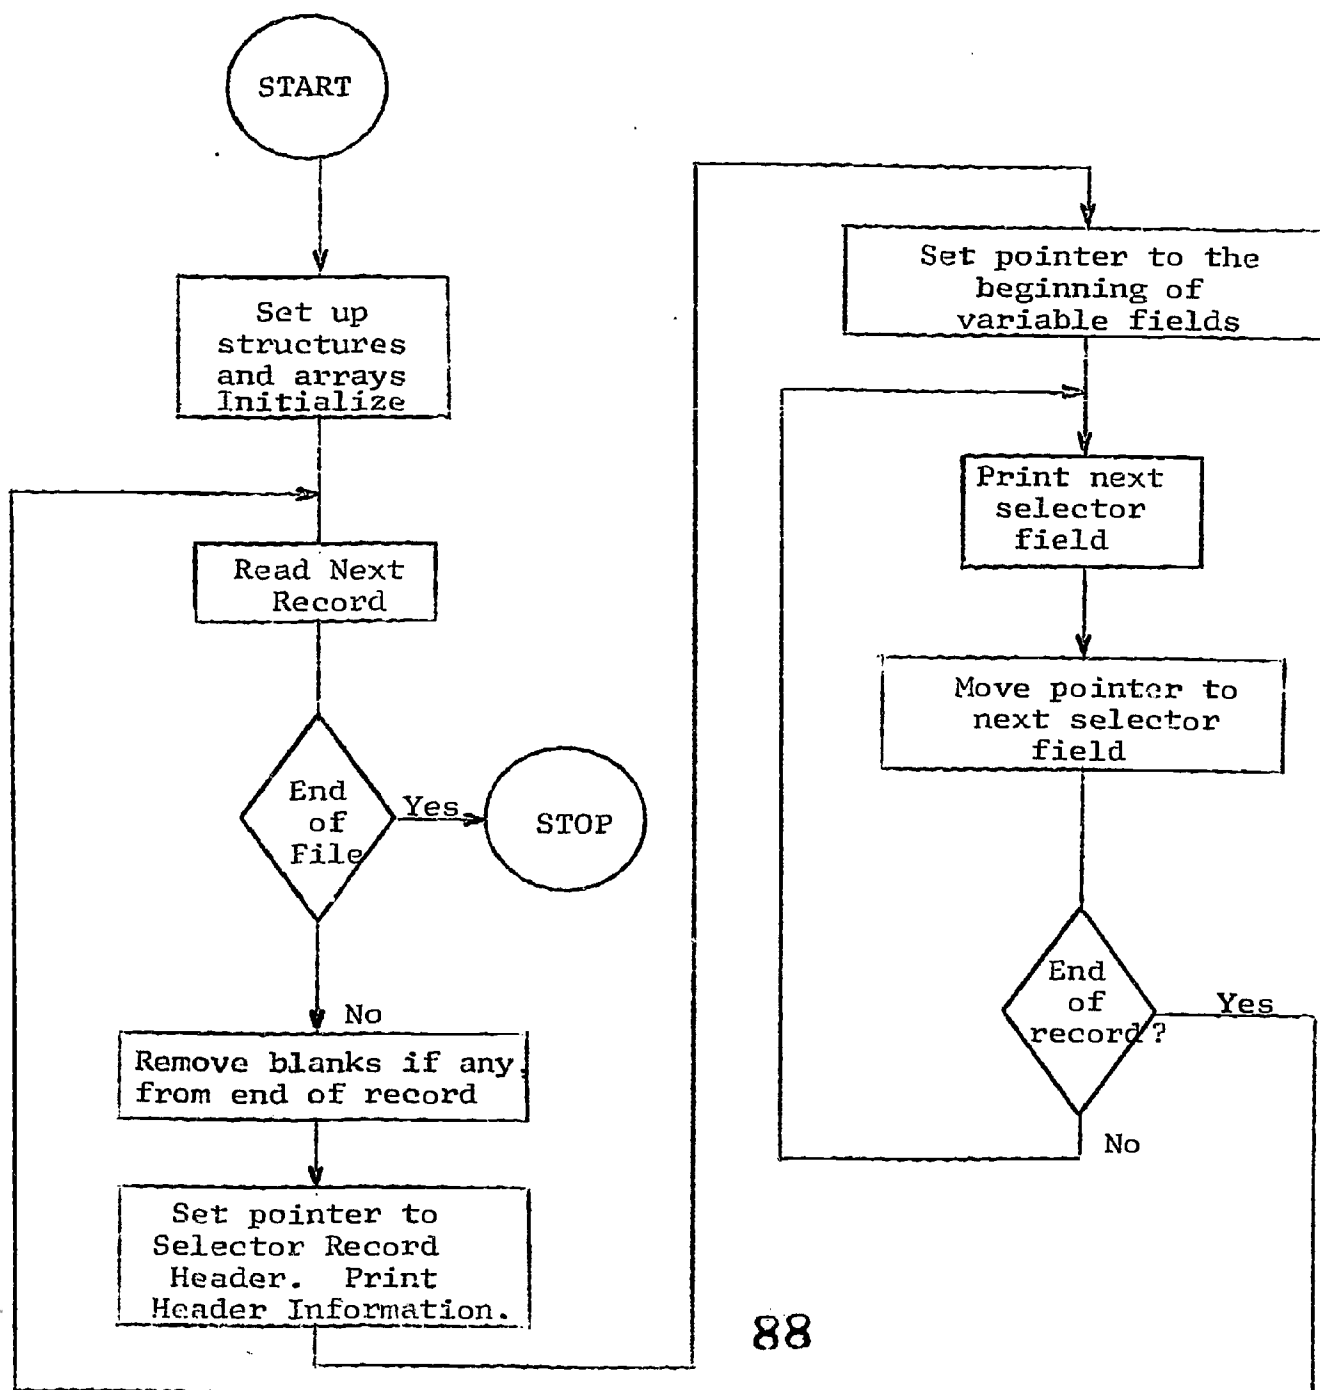 START
Set up
structures
and arrays
Initialize
Read Next
Record
End
of
File
Yes
STOP
No
Remove blanks if any
from end of record
Set pointer to
Selector Record
Header. Print
Header Information.
Set pointer to the
beginning of
variable fields
Print next
selector
field
Move pointer to
next selector
field
End
of
record?
Yes
No
88